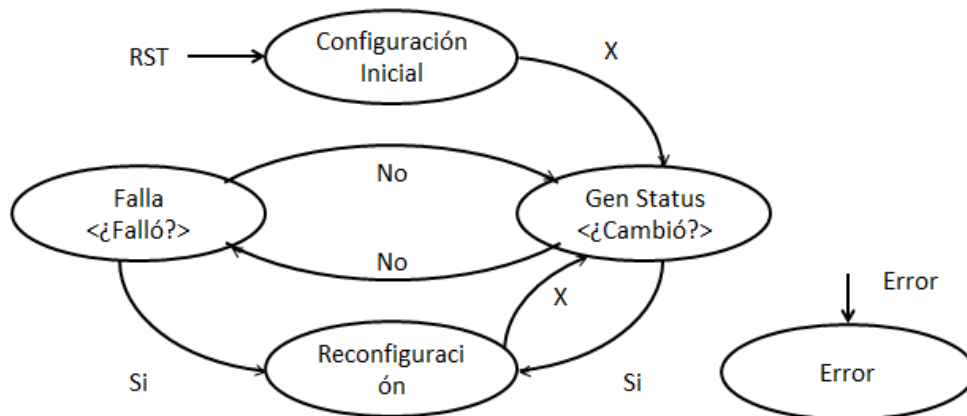 Configuración
Inicial
RST
X
No
Falla
<¿Falló?>
Gen Status
<¿Cambió?>
No
X
Error
Reconfiguraci
ón
Si
Si
Error